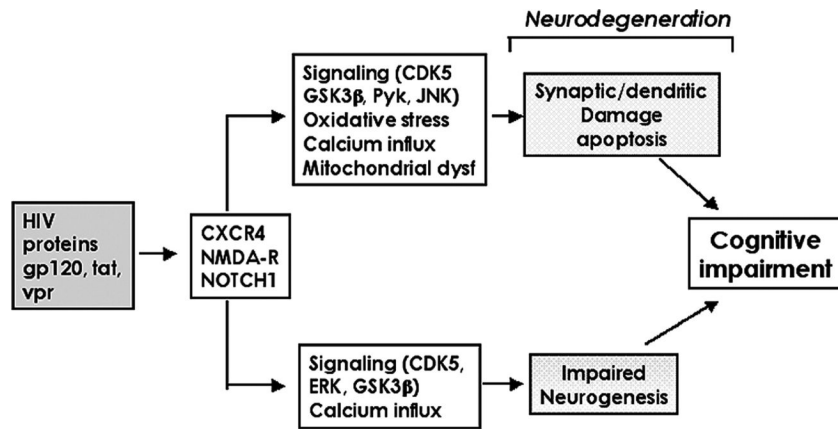 Neurodegeneration
Signaling (CDK5
GSK3β, Pyk, JNK)
Oxidative stress
Calcium influx
Mitochondrial dysf
Synaptic/dendritic
Damage
apoptosis
HIV
proteins
gp120, tat,
vpr
CXCR4
NMDA-R
NOTCH1
Cognitive
impairment
Signaling (CDK5,
ERK, GSK3β)
Calcium influx
Impaired
Neurogenesis